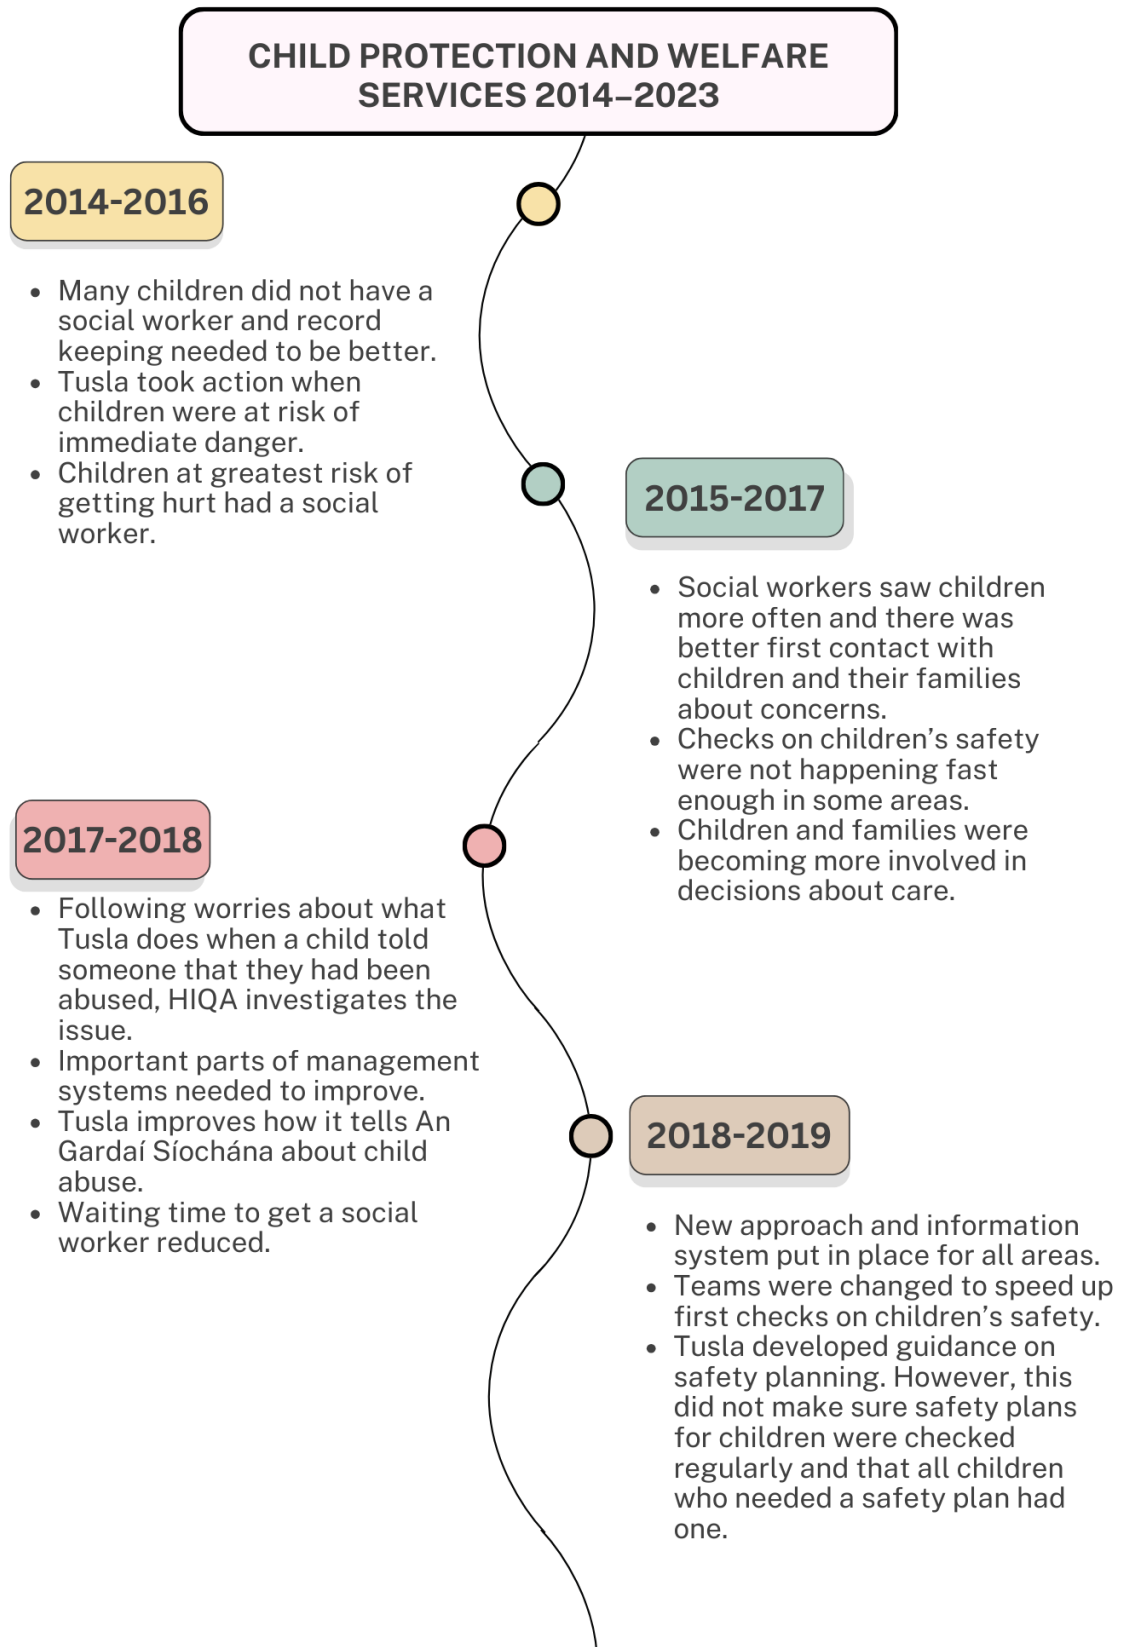 CHILD PROTECTION AND WELFARE
SERVICES 2014–2023
2014-2016
• Many children did not have a
social worker and record
keeping needed to be better.
• Tusla took action when
children were at risk of
immediate danger.
• Children at greatest risk of
getting hurt had a social
worker.
2015-2017
• Social workers saw children
more often and there was
better first contact with
children and their families
about concerns.
• Checks on children’s safety
were not happening fast
enough in some areas.
• Children and families were
becoming more involved in
decisions about care.
2017-2018
• Following worries about what
Tusla does when a child told
someone that they had been
abused, HIQA investigates the
issue.
• Important parts of management
systems needed to improve.
• Tusla improves how it tells An
Gardaí Síochána about child
abuse.
• Waiting time to get a social
worker reduced.
2018-2019
• New approach and information
system put in place for all areas.
• Teams were changed to speed up
first checks on children’s safety.
• Tusla developed guidance on
safety planning. However, this
did not make sure safety plans
for children were checked
regularly and that all children
who needed a safety plan had
one.